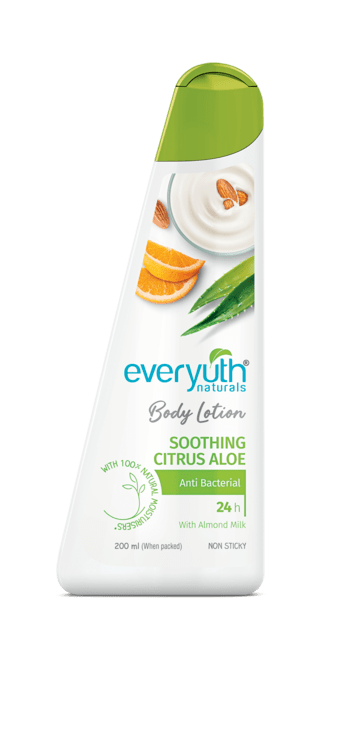 everyuth®
naturals
Body Lotion
SOOTHING
CITRUS ALOE
Anti Bacterial
WITH 100% NATURAL MOISTURISERS*
24 h
With Almond Milk
200 ml (When packed)
NON STICKY